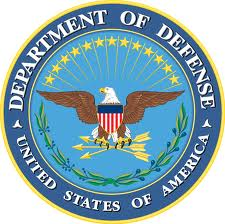 DEPARTMENT OF DEFENSE
UNITED STATES OF AMERICA